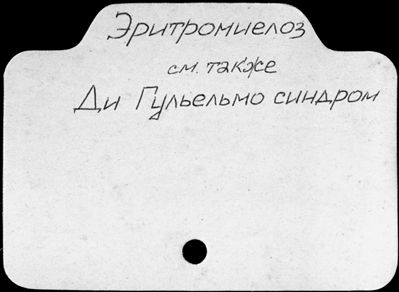 Эритромиелоз
см. также
Ди Гульельмо синдром